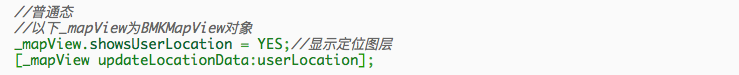 //普通态
//以下_mapView为BMKMapView对象
_mapView.showsUserLocation = YES;//显示定位图层
[_mapView updateLocationData:userLocation];